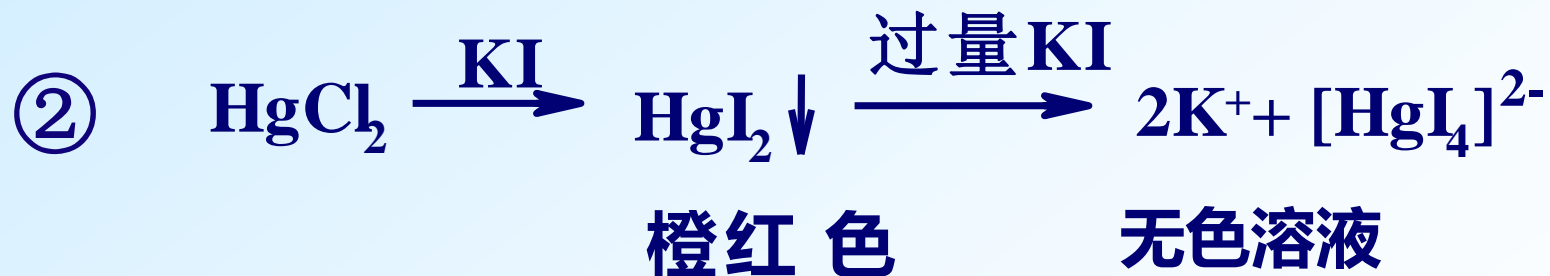 ② HgCl₂ —KI→ HgI₂↓ —过量KI→ 2K⁺+ [HgI₄]²⁻
橙红 色 无色溶液